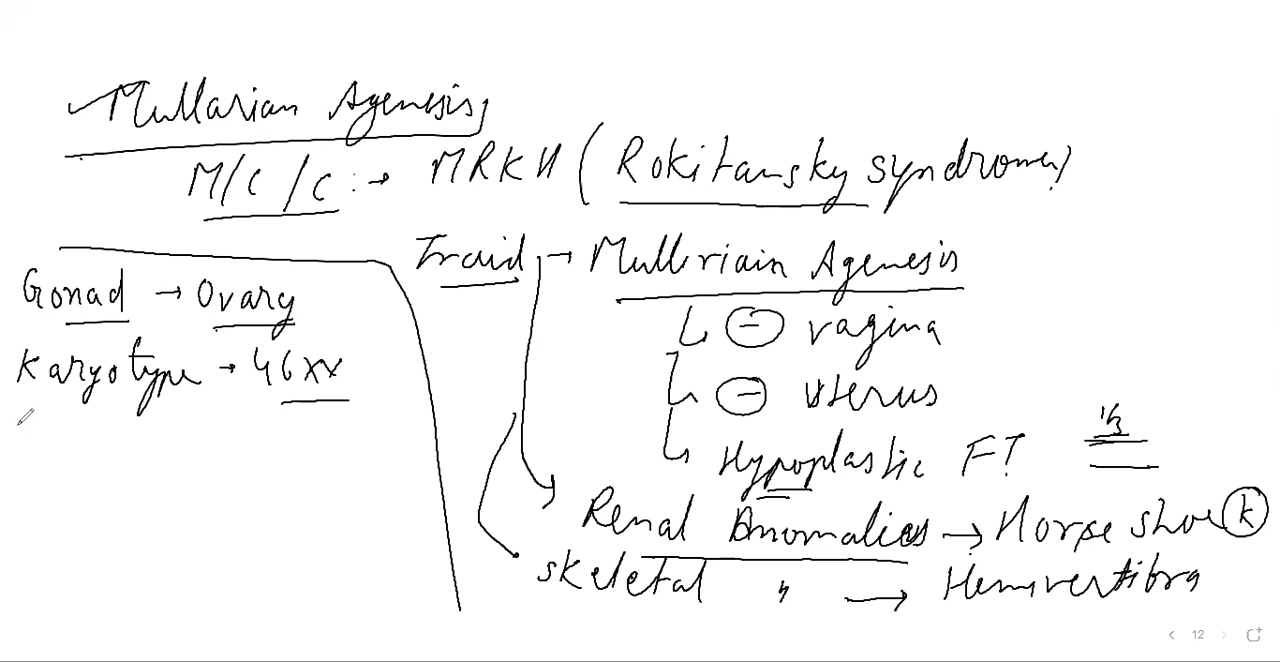 Mullarian Agenesis
M/C/C :→ MRKH (Rokitansky syndrome)
Traid → Mulleriain Agenesis
Gonad → Ovary
↳ ⊖ vagina
Karyotype → 46xx
↳ ⊖ uterus
↳ Hypoplastic FT 1/3
Renal Anomalies → Horse shoe (k)
skeletal " → Hemivertibra
12